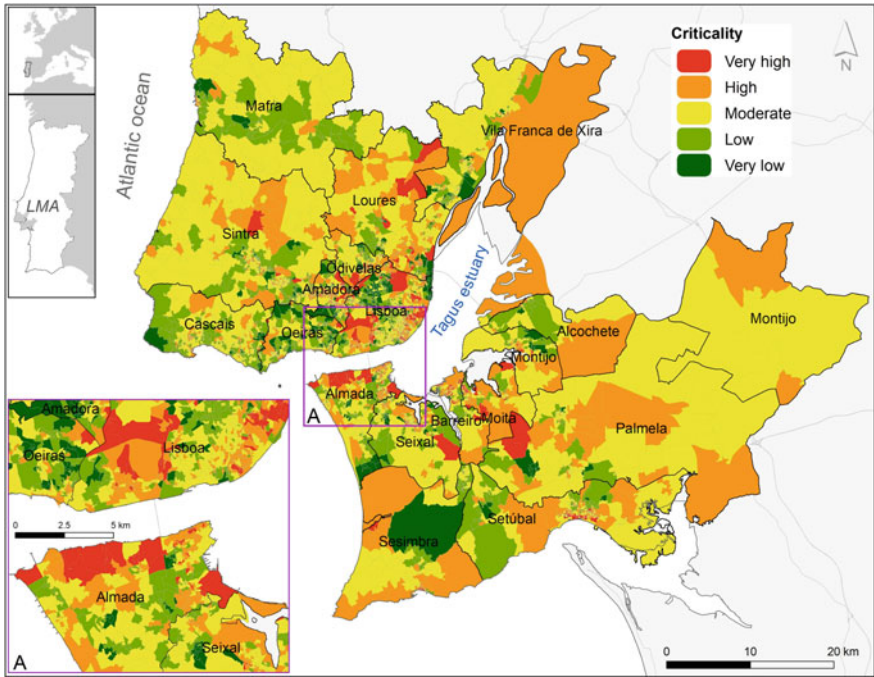 Criticality
Very high
High
Moderate
Low
Very low
N
Atlantic ocean
LMA
Mafra
Vila Franca de Xira
Loures
Sintra
Odivelas
Amadora
Lisboa
Cascais
Oeiras
Tagus estuary
Montijo
Alcochete
Montijo
A
Almada
Barreiro
Moita
Seixal
Palmela
Setúbal
Sesimbra
Amadora
Oeiras
Lisboa
0 2.5 5 km
Almada
Seixal
A
0 10 20 km